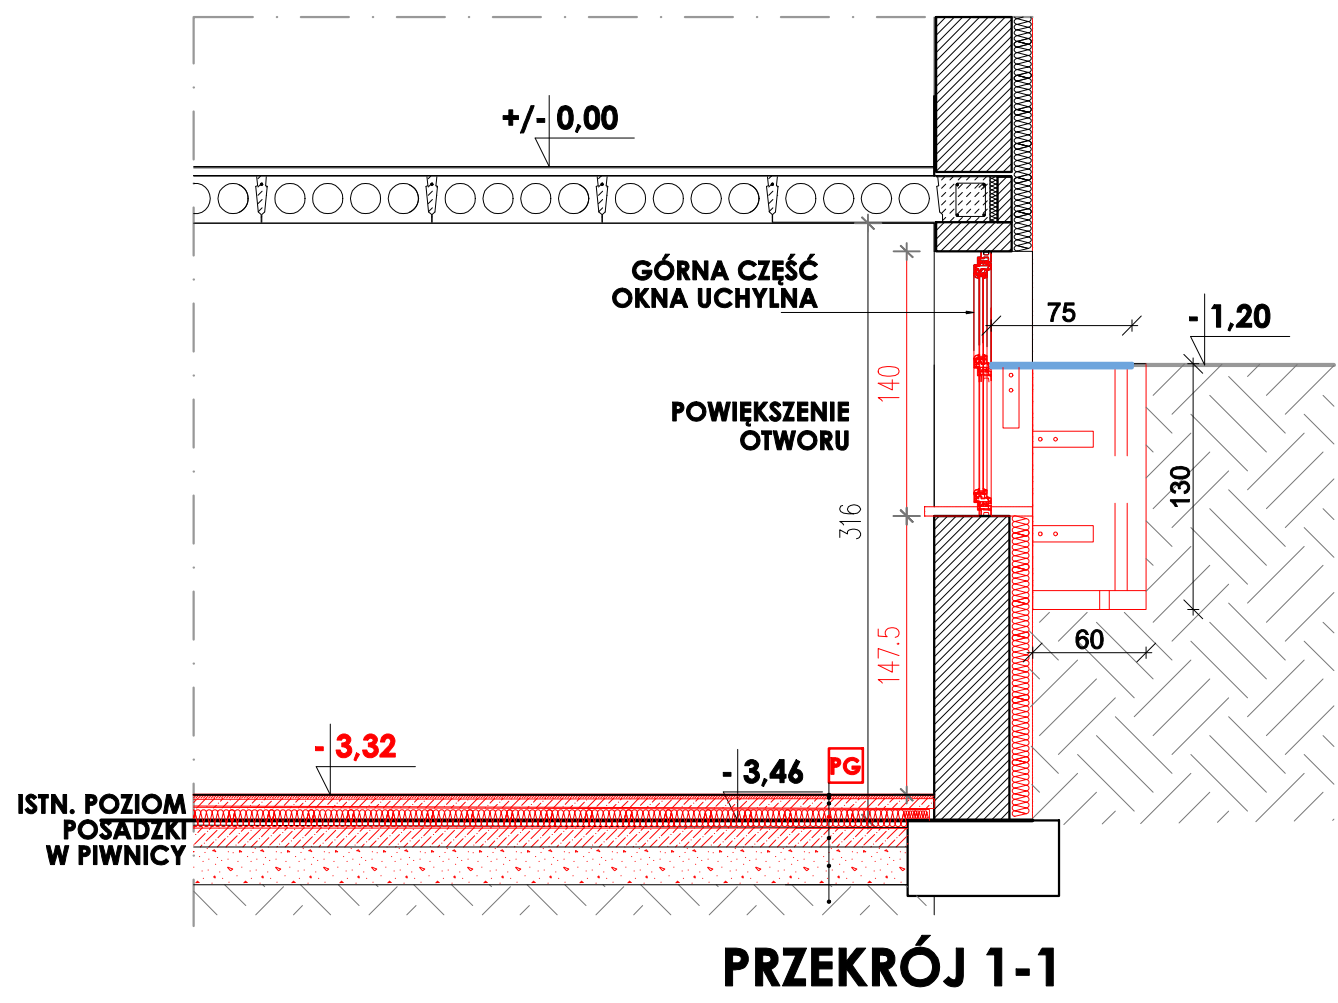 +/- 0,00
GÓRNA CZĘŚĆ
OKNA UCHYLNA
75
- 1,20
140
POWIĘKSZENIE
OTWORU
316
130
147.5
60
- 3,32
- 3,46
PG
ISTN. POZIOM
POSADZKI
W PIWNICY
PRZEKRÓJ 1-1